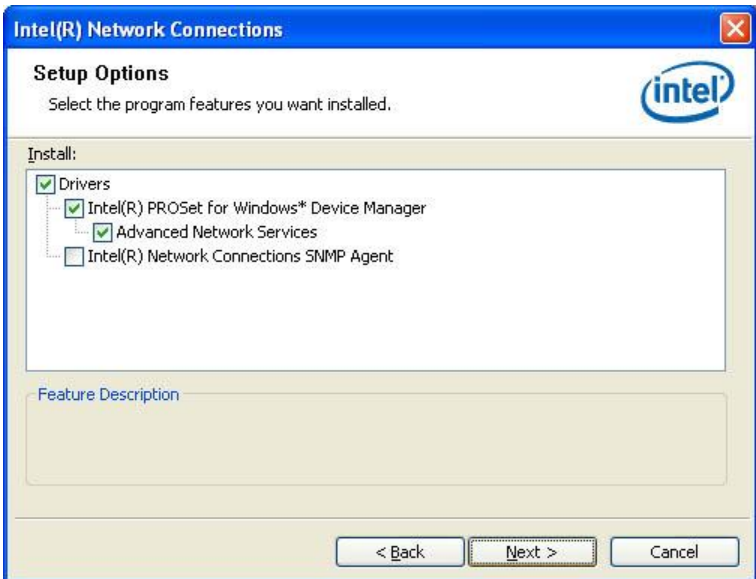 Intel(R) Network Connections
Setup Options
Select the program features you want installed.
intel
Install:
Drivers
Intel(R) PROSet for Windows* Device Manager
Advanced Network Services
Intel(R) Network Connections SNMP Agent
Feature Description
< Back
Next >
Cancel